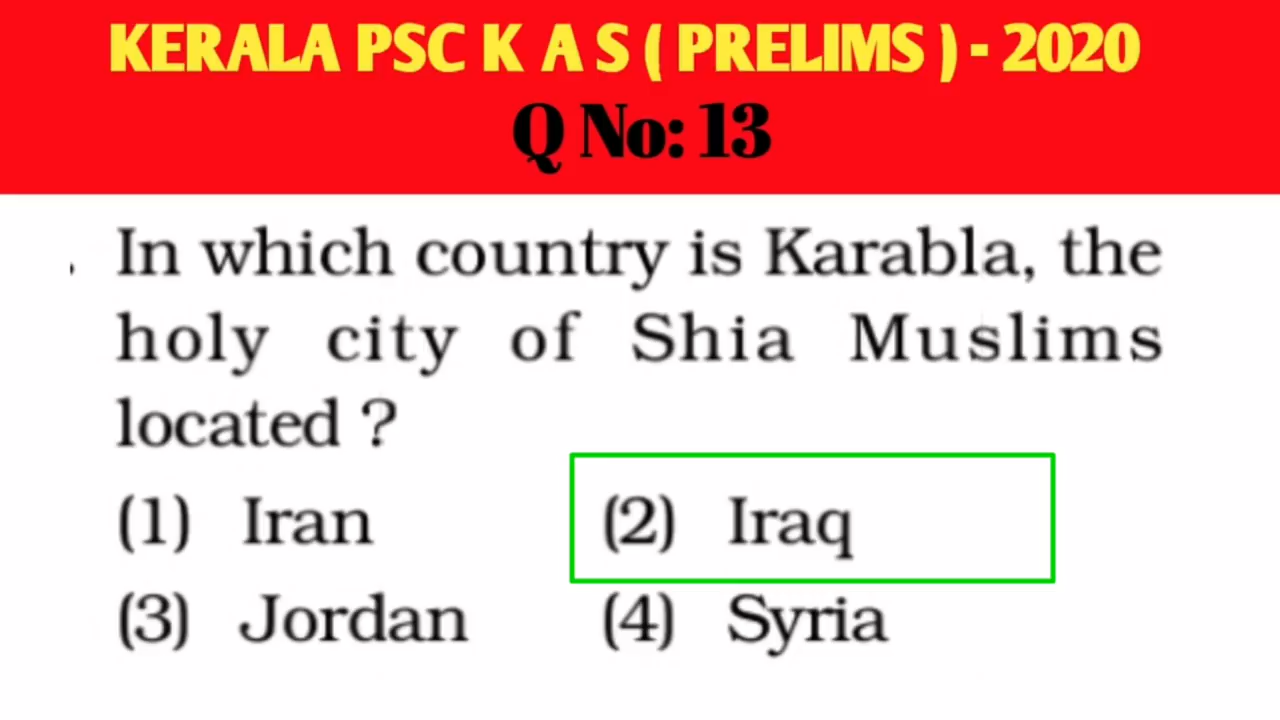 KERALA PSC K A S ( PRELIMS ) - 2020
Q No: 13
. In which country is Karabla, the
holy city of Shia Muslims
located ?
(1) Iran (2) Iraq
(3) Jordan (4) Syria